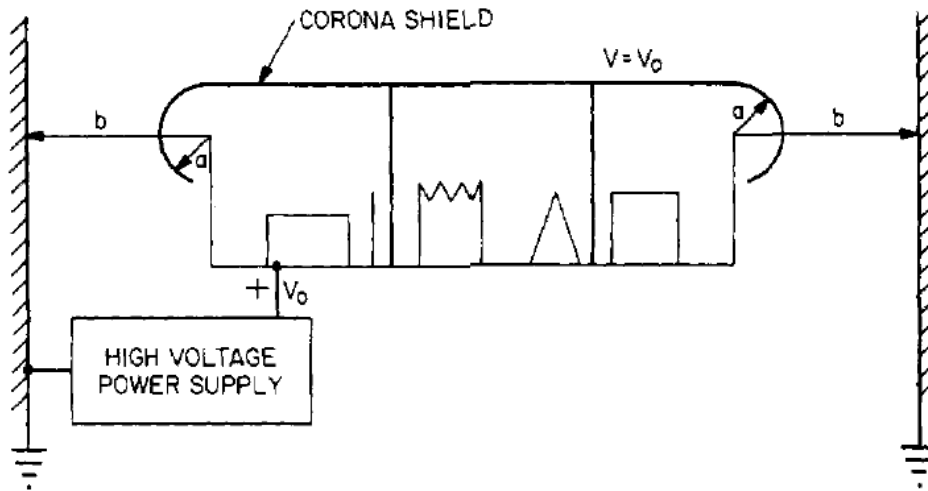 CORONA SHIELD
V = V₀
b
a
a
b
+ V₀
HIGH VOLTAGE
POWER SUPPLY